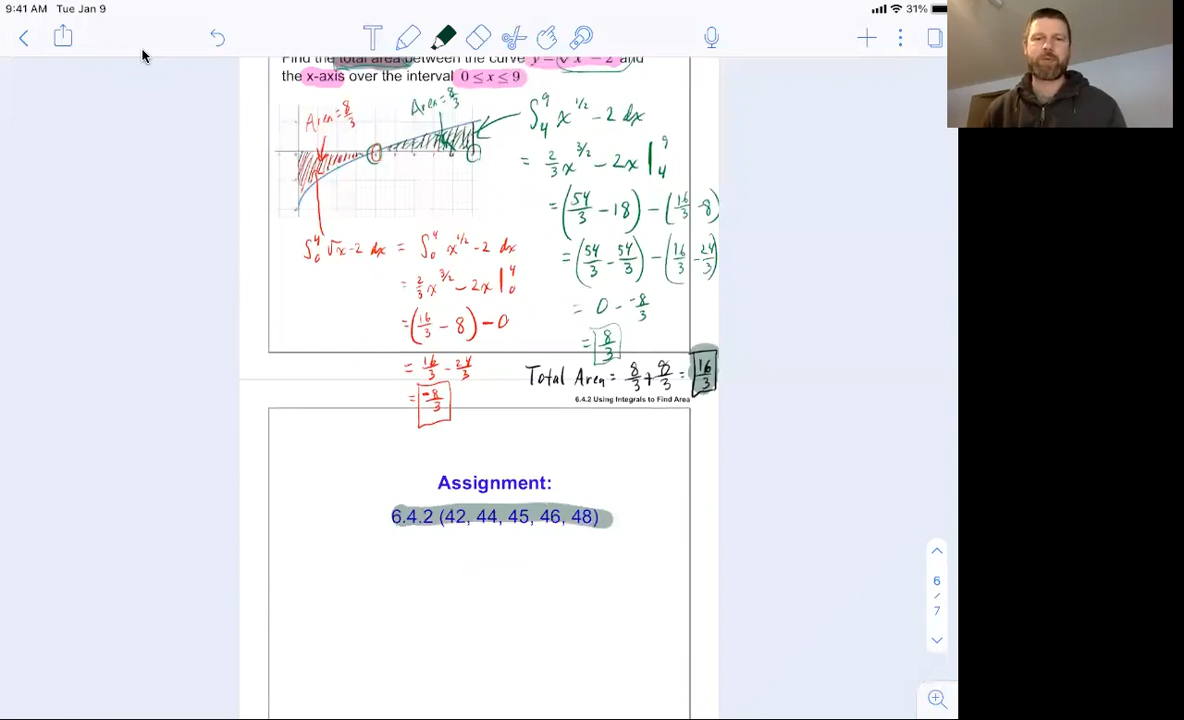 9:41 AM Tue Jan 9
31%
Find the total area between the curve y = √x − 2 and
the x-axis over the interval 0 ≤ x ≤ 9
Area = 8/3
Area = 8/3
∫₄⁹ x^1/2 − 2 dx
= 2/3 x^3/2 − 2x |₄⁹
= (54/3 − 18) − (16/3 − 8)
= (54/3 − 54/3) − (16/3 − 24/3)
= 0 − −8/3
= 8/3
∫₀⁴ √x − 2 dx = ∫₀⁴ x^1/2 − 2 dx
= 2/3 x^3/2 − 2x |₀⁴
= (16/3 − 8) − 0
= 16/3 − 24/3
= −8/3
Total Area = 8/3 + 8/3 = 16/3
6.4.2 Using Integrals to Find Area
Assignment:
6.4.2 (42, 44, 45, 46, 48)
6
/
7